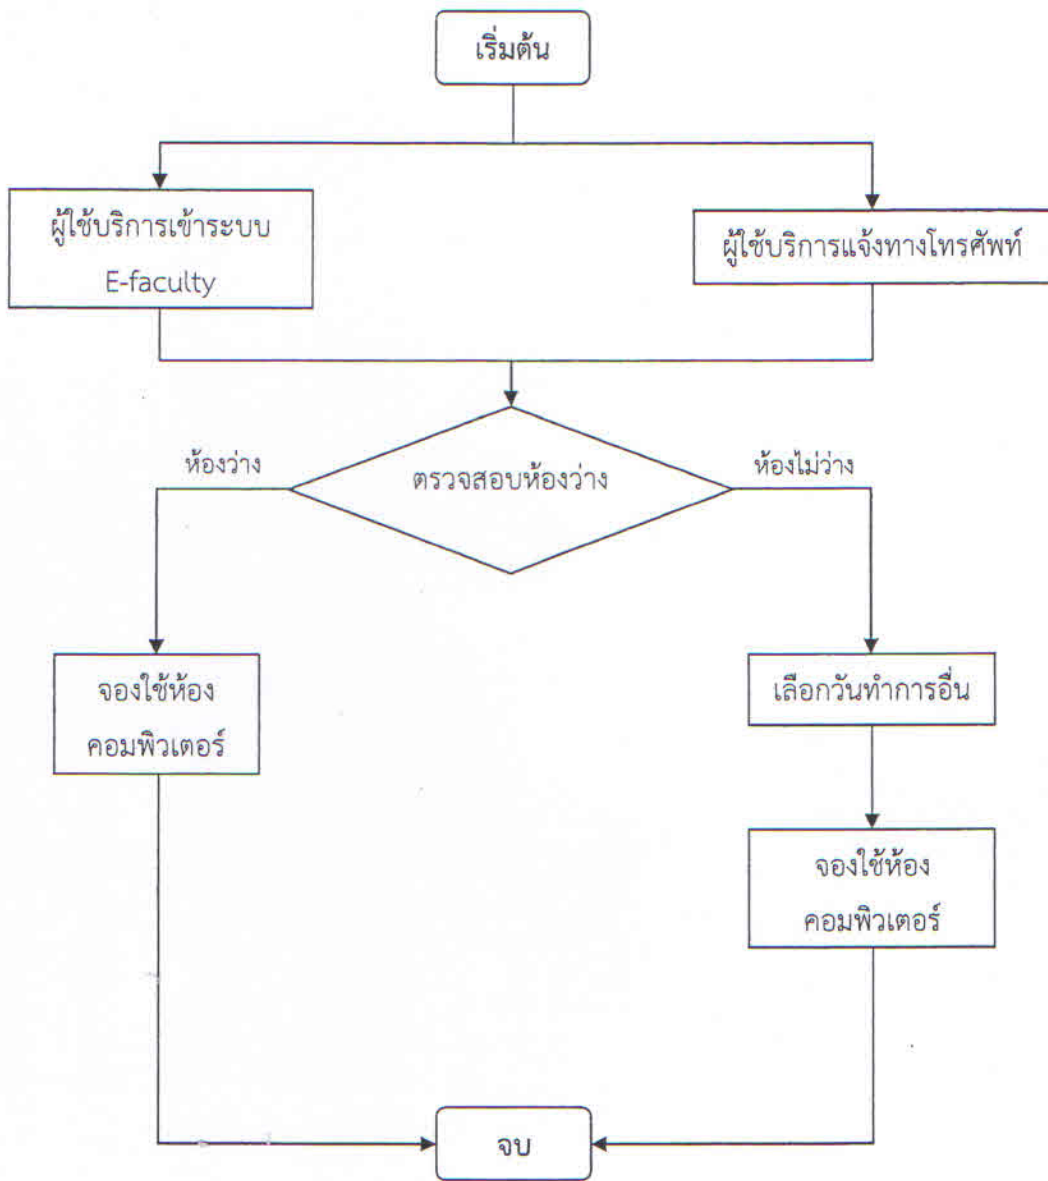 เริ่มต้น
ผู้ใช้บริการเข้าระบบ
E-faculty
ผู้ใช้บริการแจ้งทางโทรศัพท์
ห้องว่าง
ตรวจสอบห้องว่าง
ห้องไม่ว่าง
จองใช้ห้อง
คอมพิวเตอร์
เลือกวันทำการอื่น
จองใช้ห้อง
คอมพิวเตอร์
จบ